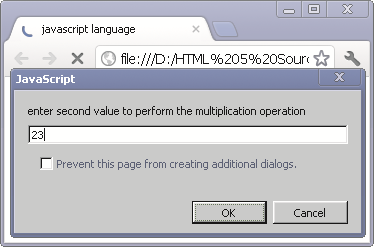 javascript language
file:///D:/HTML%205%20Sourc
JavaScript
enter second value to perform the multiplication operation
23
Prevent this page from creating additional dialogs.
OK Cancel